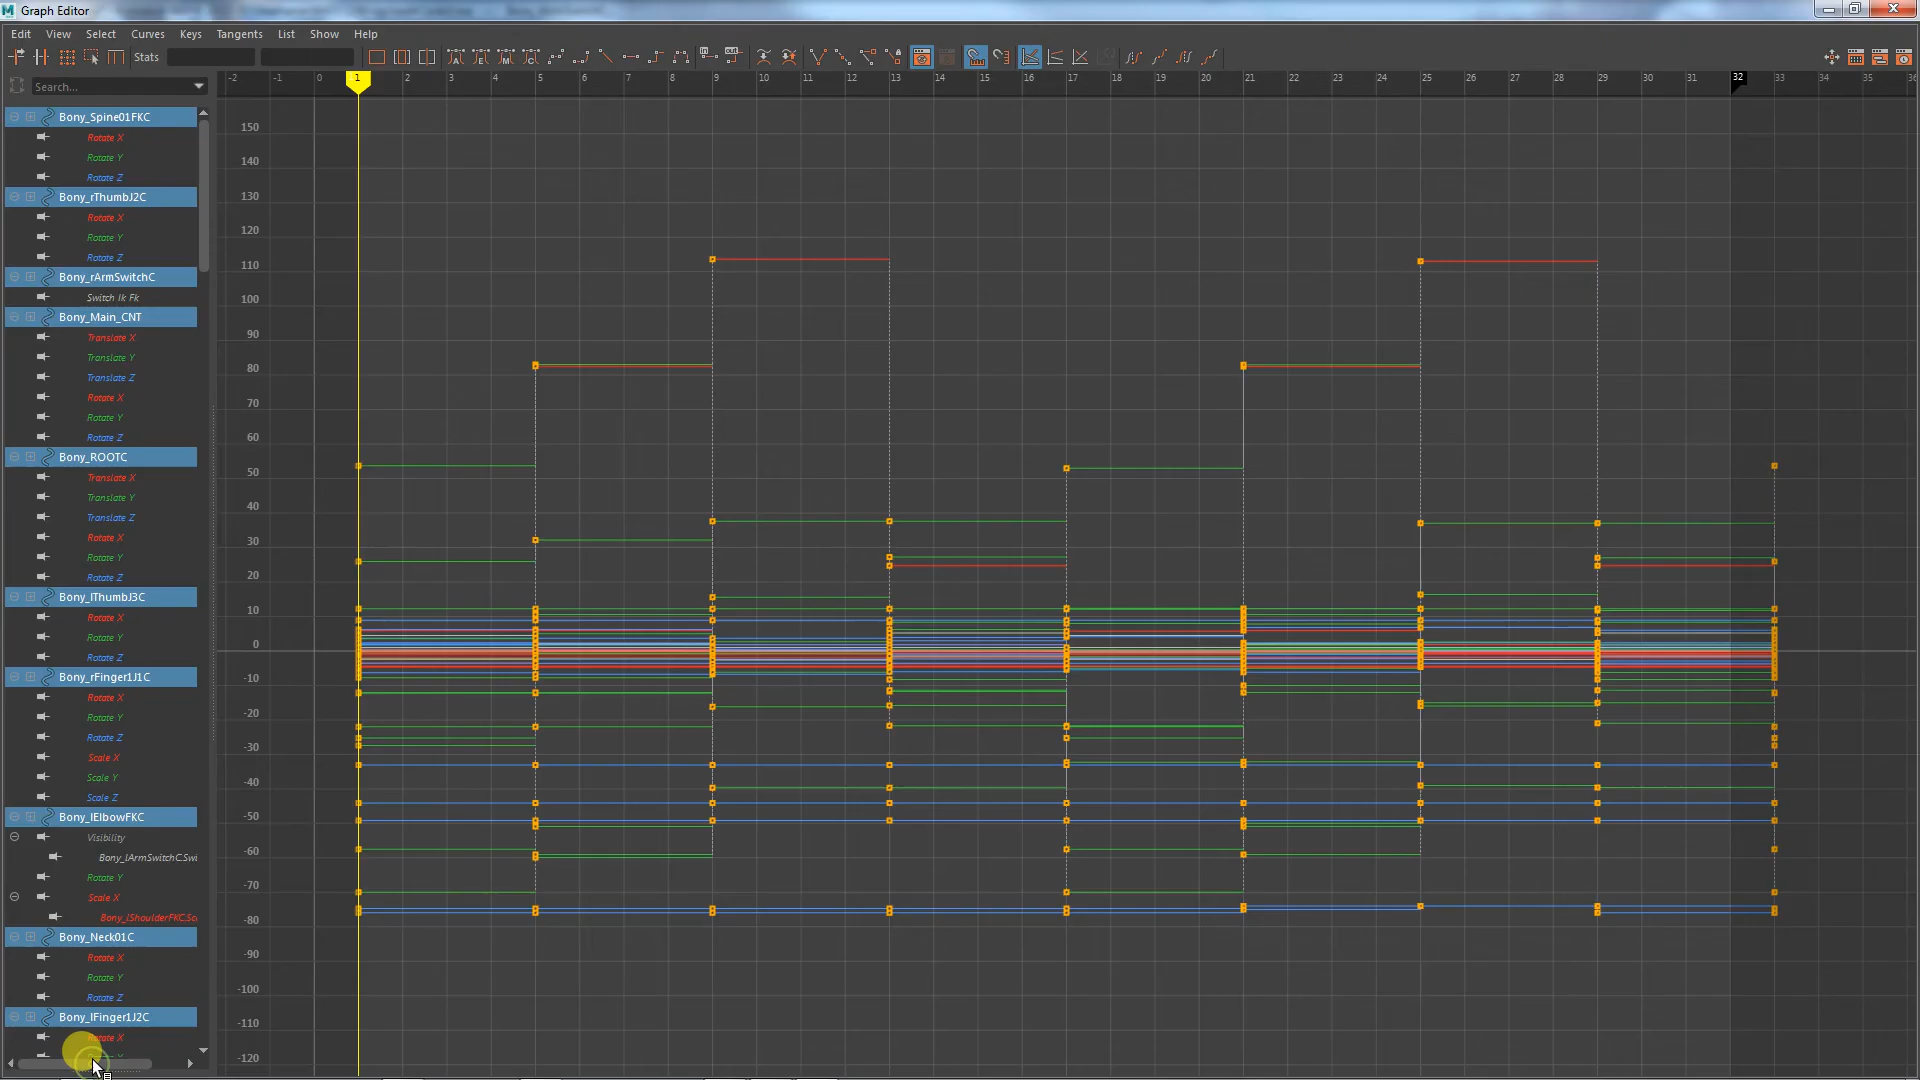 Graph Editor
Edit View Select Curves Keys Tangents List Show Help
Stats
Search...
-2 -1 0 1 2 3 4 5 6 7 8 9 10 11 12 13 14 15 16 17 18 19 20 21 22 23 24 25 26 27 28 29 30 31 32 33 34 35 36
Bony_Spine01FKC
Rotate X
Rotate Y
Rotate Z
Bony_rThumbJ2C
Rotate X
Rotate Y
Rotate Z
Bony_rArmSwitchC
Switch Ik Fk
Bony_Main_CNT
Translate X
Translate Y
Translate Z
Rotate X
Rotate Y
Rotate Z
Bony_ROOTC
Translate X
Translate Y
Translate Z
Rotate X
Rotate Y
Rotate Z
Bony_lThumbJ3C
Rotate X
Rotate Y
Rotate Z
Bony_rFinger1J1C
Rotate X
Rotate Y
Rotate Z
Scale X
Scale Y
Scale Z
Bony_lElbowFKC
Visibility
Bony_lArmSwitchC.Swi
Rotate Y
Scale X
Bony_lShoulderFKC.Sc
Bony_Neck01C
Rotate X
Rotate Y
Rotate Z
Bony_lFinger1J2C
Rotate X
150
140
130
120
110
100
90
80
70
60
50
40
30
20
10
0
-10
-20
-30
-40
-50
-60
-70
-80
-90
-100
-110
-120